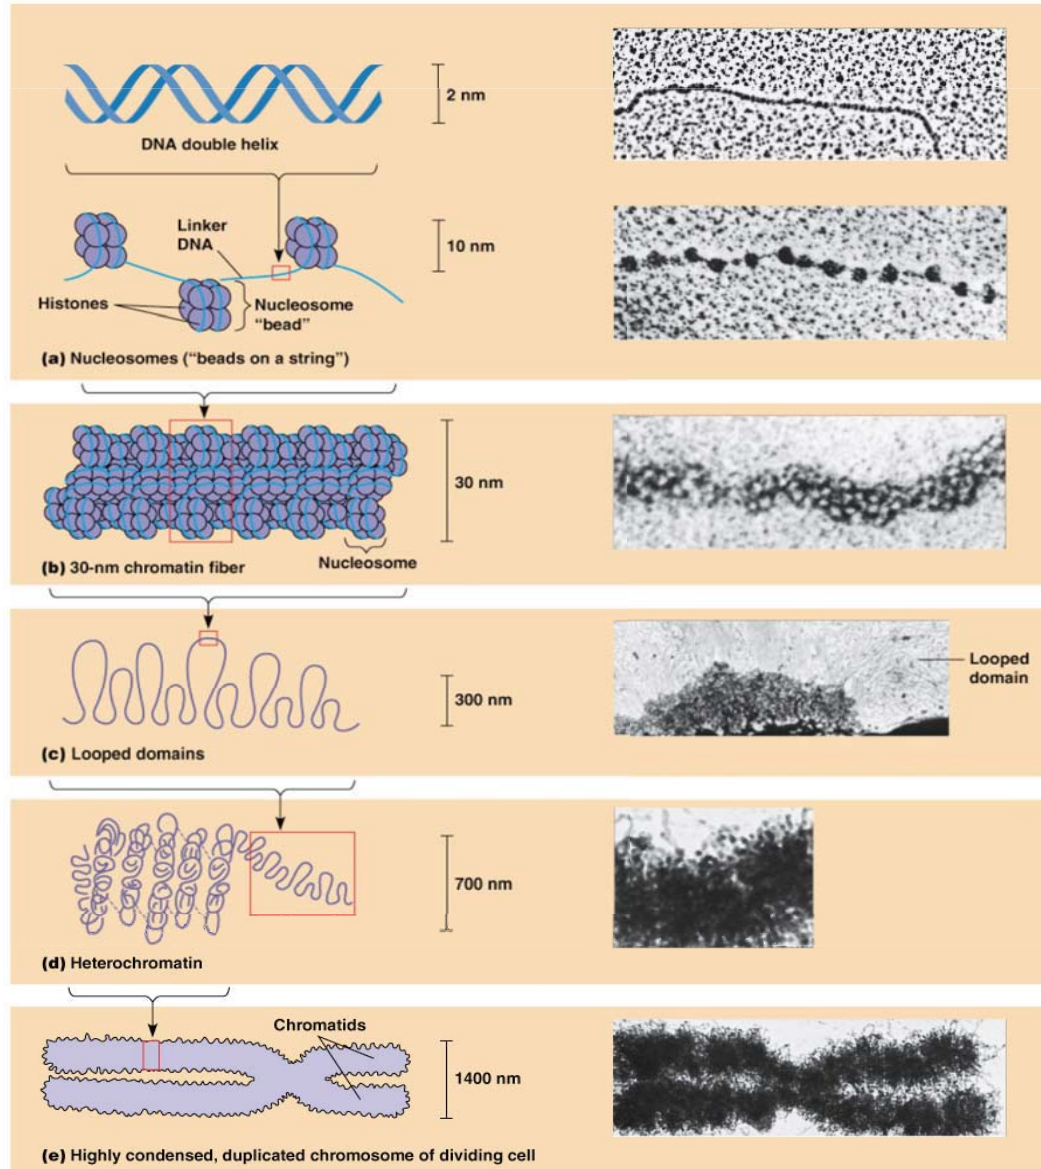 2 nm
DNA double helix
Linker
DNA
10 nm
Histones
Nucleosome
“bead”
(a) Nucleosomes (“beads on a string”)
30 nm
Nucleosome
(b) 30-nm chromatin fiber
Looped
domain
300 nm
(c) Looped domains
700 nm
(d) Heterochromatin
Chromatids
1400 nm
(e) Highly condensed, duplicated chromosome of dividing cell